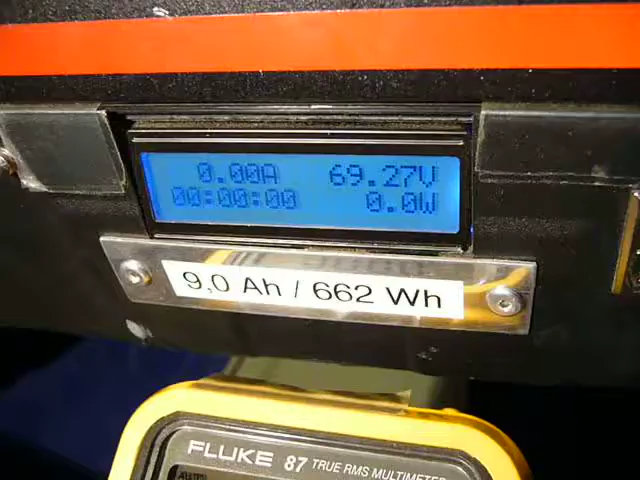 0.00A 69.27V
00:00:00 0.0W
9,0 Ah / 662 Wh
FLUKE 87 TRUE RMS MULTIMETER
AUTO